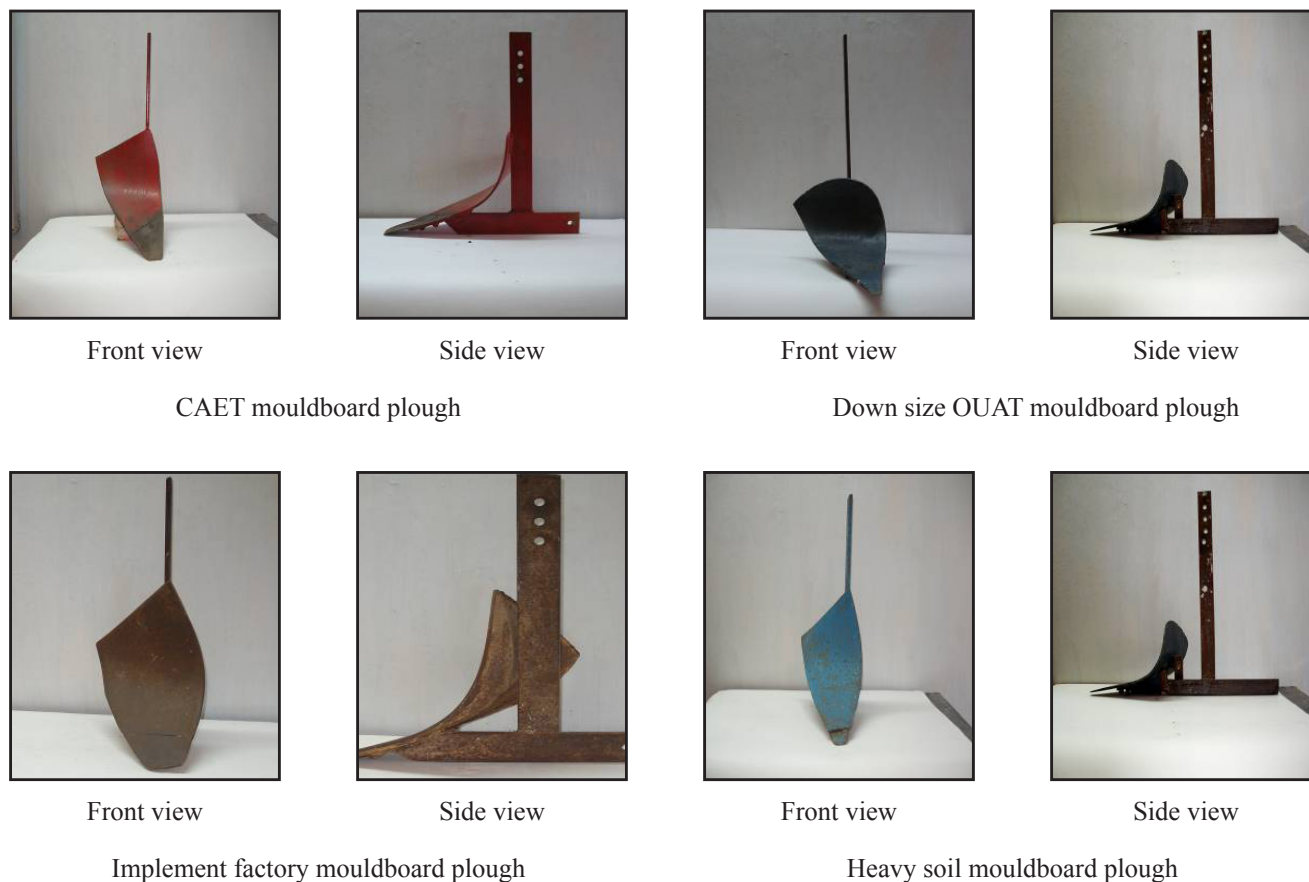 Front view
Side view
Front view
Side view
CAET mouldboard plough
Down size OUAT mouldboard plough
Front view
Side view
Front view
Side view
Implement factory mouldboard plough
Heavy soil mouldboard plough